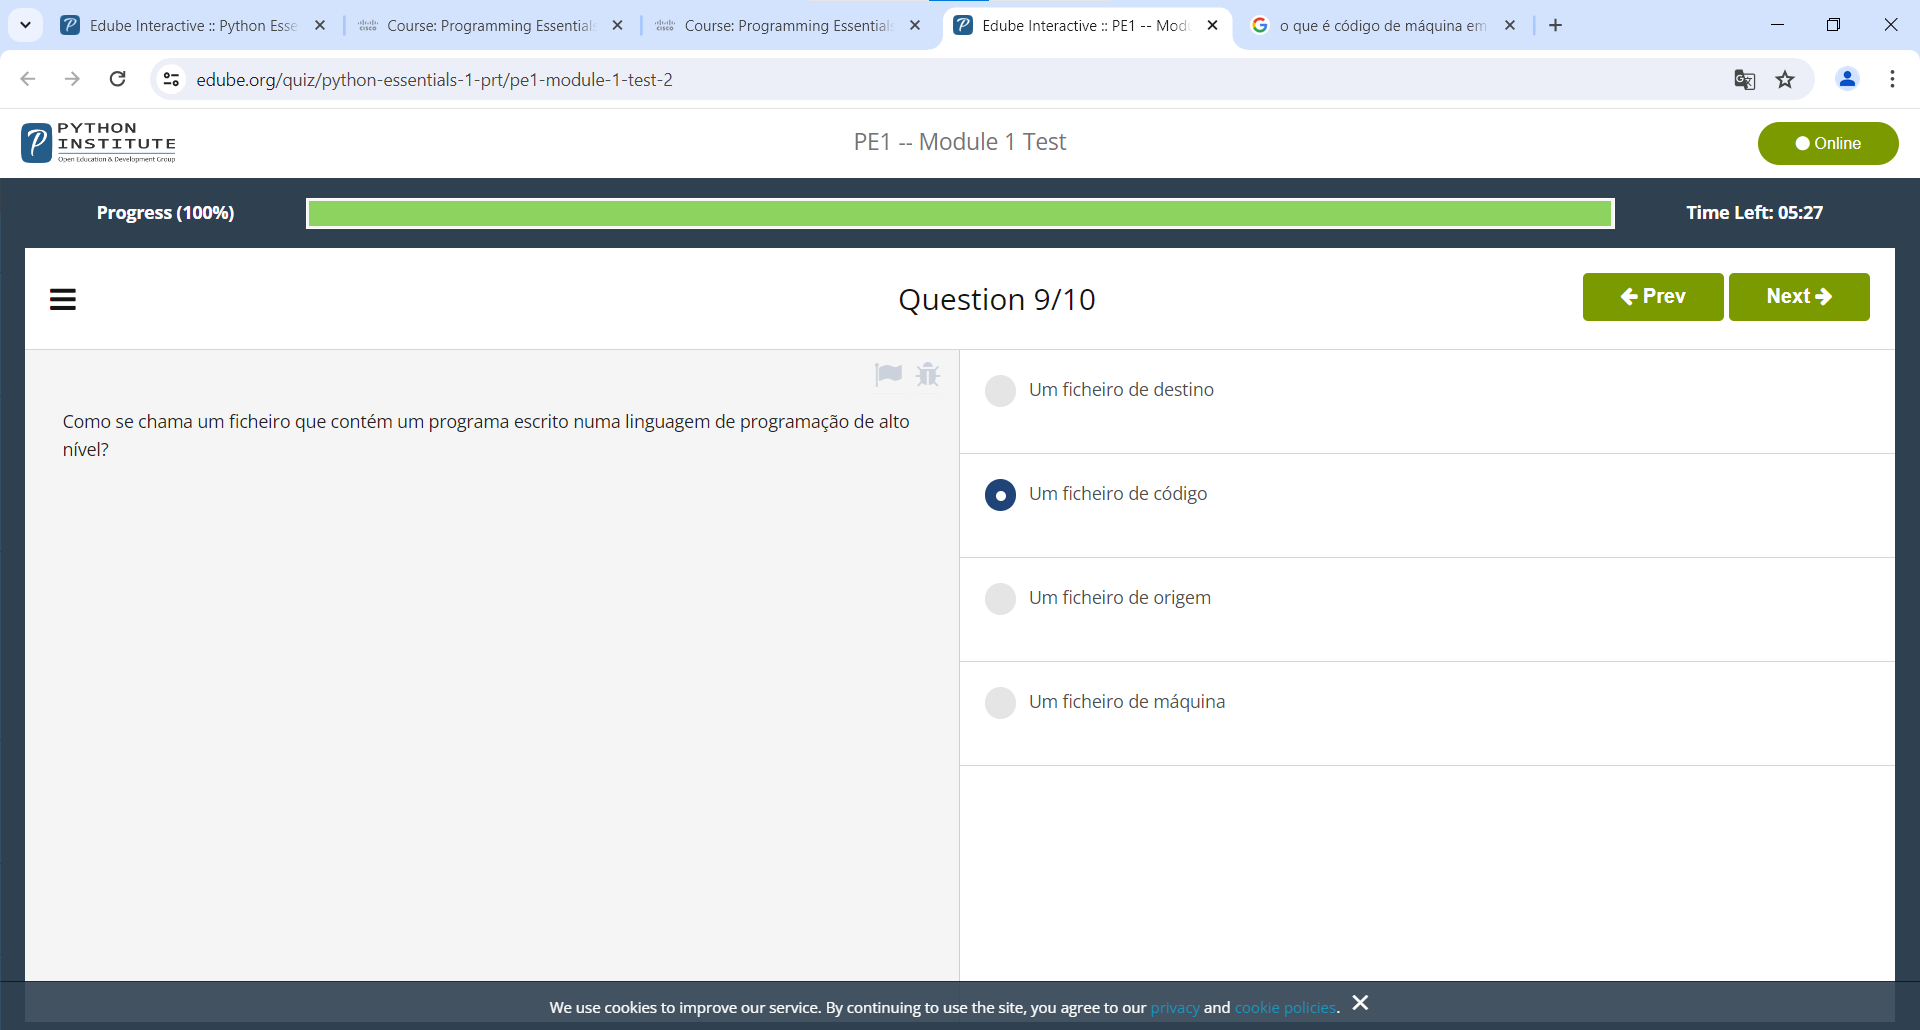 Edube Interactive :: Python Esse
Course: Programming Essentials
Course: Programming Essentials
Edube Interactive :: PE1 -- Modu
o que é código de máquina em
edube.org/quiz/python-essentials-1-prt/pe1-module-1-test-2
PYTHON
INSTITUTE
Open Education & Development Group
PE1 -- Module 1 Test
Online
Progress (100%)
Time Left: 05:27
Question 9/10
Prev
Next
Como se chama um ficheiro que contém um programa escrito numa linguagem de programação de alto
nível?
Um ficheiro de destino
Um ficheiro de código
Um ficheiro de origem
Um ficheiro de máquina
We use cookies to improve our service. By continuing to use the site, you agree to our privacy and cookie policies.